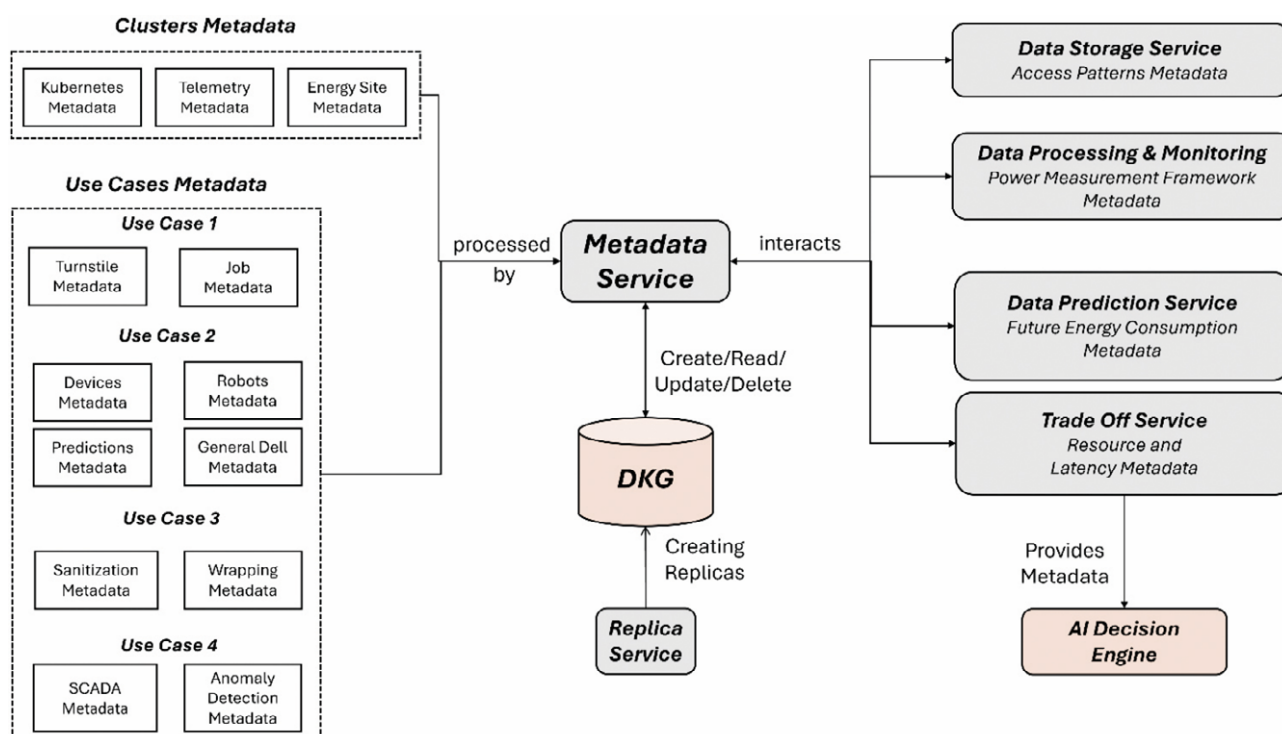 Clusters Metadata
Kubernetes
Metadata
Telemetry
Metadata
Energy Site
Metadata
Use Cases Metadata
Use Case 1
Turnstile
Metadata
Job
Metadata
Use Case 2
Devices
Metadata
Robots
Metadata
Predictions
Metadata
General Dell
Metadata
Use Case 3
Sanitization
Metadata
Wrapping
Metadata
Use Case 4
SCADA
Metadata
Anomaly
Detection
Metadata
processed
by
Metadada
Service
interacts
Create/Read/
Update/Delete
DKG
Creating
Replicas
Replica
Service
Data Storage Service
Access Patterns Metadata
Data Processing & Monitoring
Power Measurement Framework
Metadata
Data Prediction Service
Future Energy Consumption
Metadata
Trade Off Service
Resource and
Latency Metadata
Provides
Metadata
AI Decision
Engine